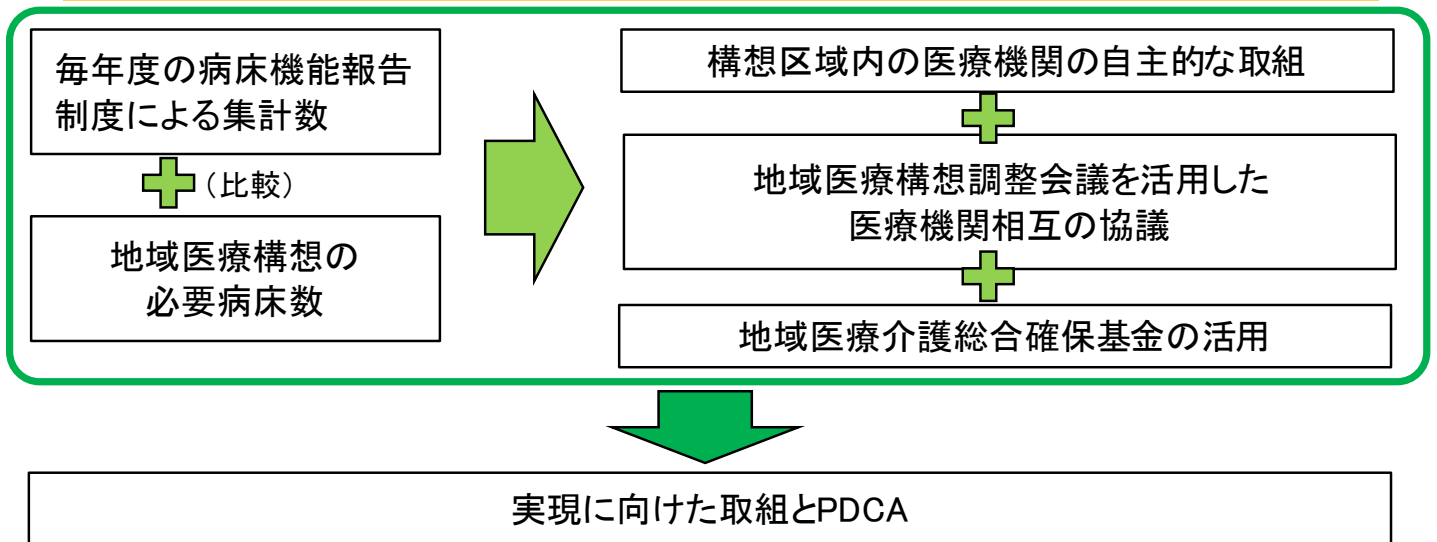 毎年度の病床機能報告
制度による集計数
（比較）
地域医療構想の
必要病床数
構想区域内の医療機関の自主的な取組
地域医療構想調整会議を活用した
医療機関相互の協議
地域医療介護総合確保基金の活用
実現に向けた取組とPDCA